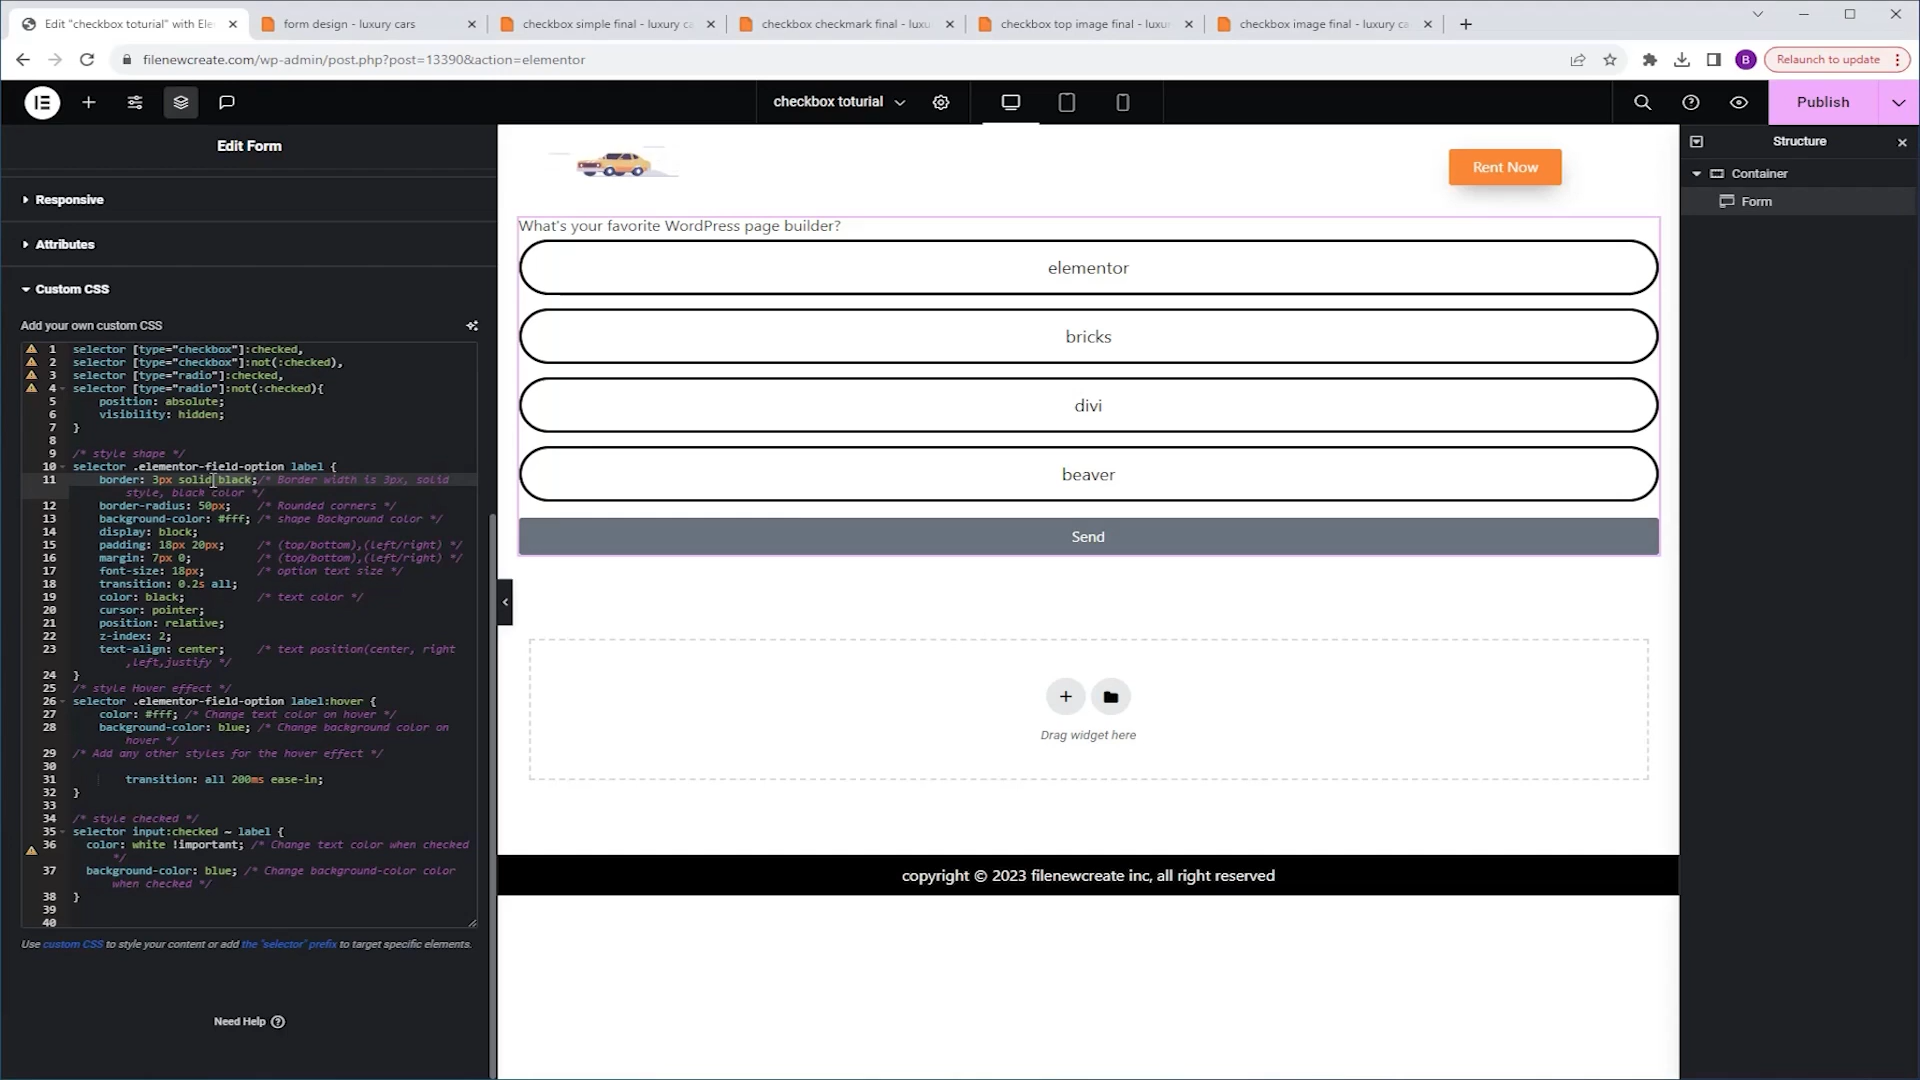 Edit "checkbox toturial" with Ele
form design - luxury cars
checkbox simple final - luxury ca
checkbox checkmark final - luxu
checkbox top image final - luxur
checkbox image final - luxury ca
filenewcreate.com/wp-admin/post.php?post=13390&action=elementor
B
Relaunch to update
checkbox toturial
Publish
Edit Form
Responsive
Attributes
Custom CSS
Add your own custom CSS
1 selector [type="checkbox"]:checked,
2 selector [type="checkbox"]:not(:checked),
3 selector [type="radio"]:checked,
4 selector [type="radio"]:not(:checked){
5 position: absolute;
6 visibility: hidden;
7 }
8
9 /* style shape */
10 selector .elementor-field-option label {
11 border: 3px solid black;/* Border width is 3px, solid
style, black color */
12 border-radius: 50px; /* Rounded corners */
13 background-color: #fff; /* shape Background color */
14 display: block;
15 padding: 18px 20px; /* (top/bottom),(left/right) */
16 margin: 7px 0; /* (top/bottom),(left/right) */
17 font-size: 18px; /* option text size */
18 transition: 0.2s all;
19 color: black; /* text color */
20 cursor: pointer;
21 position: relative;
22 z-index: 2;
23 text-align: center; /* text position(center, right
,left,justify */
24 }
25 /* style Hover effect */
26 selector .elementor-field-option label:hover {
27 color: #fff; /* Change text color on hover */
28 background-color: blue; /* Change background color on
hover */
29 /* Add any other styles for the hover effect */
30
31 transition: all 200ms ease-in;
32 }
33
34 /* style checked */
35 selector input:checked ~ label {
36 color: white !important; /* Change text color when checked
*/
37 background-color: blue; /* Change background-color color
when checked */
38 }
39
40
Use custom CSS to style your content or add the "selector" prefix to target specific elements.
Need Help
Rent Now
What's your favorite WordPress page builder?
elementor
bricks
divi
beaver
Send
Drag widget here
copyright © 2023 filenewcreate inc, all right reserved
Structure
Container
Form